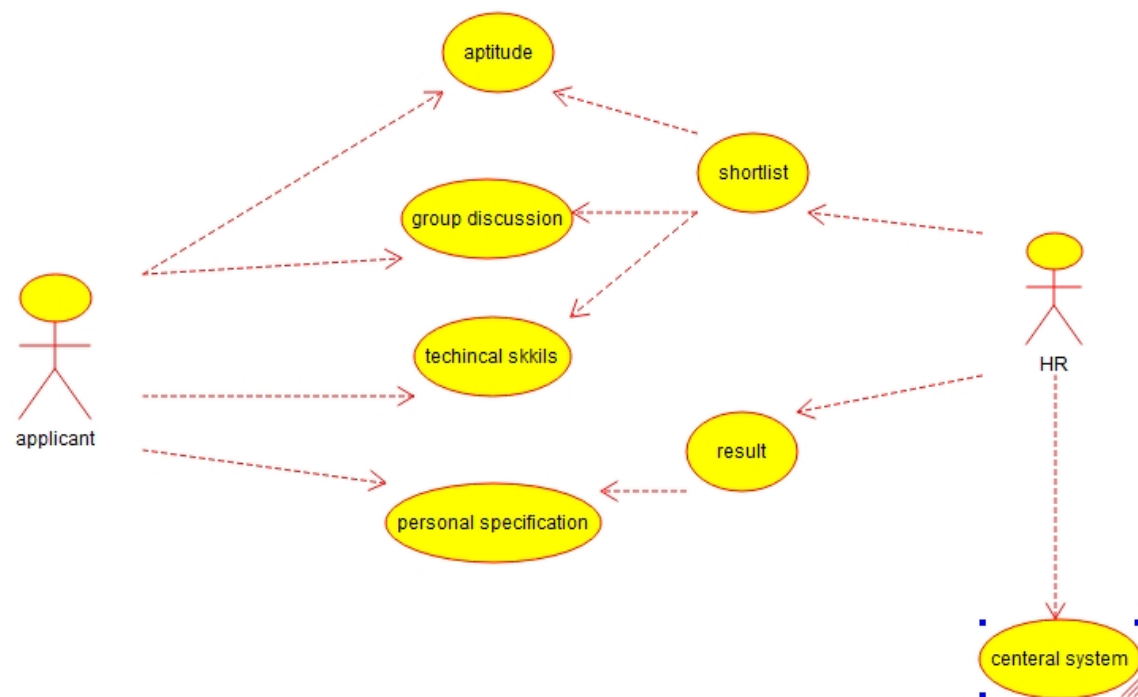 aptitude
shortlist
group discussion
techincal skkils
applicant
HR
result
personal specification
centeral system